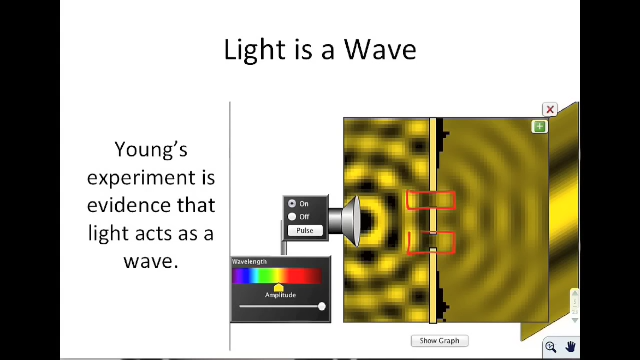 Light is a Wave
Young's
experiment is
evidence that
light acts as a
wave.
On
Off
Pulse
Wavelength
Amplitude
Show Graph